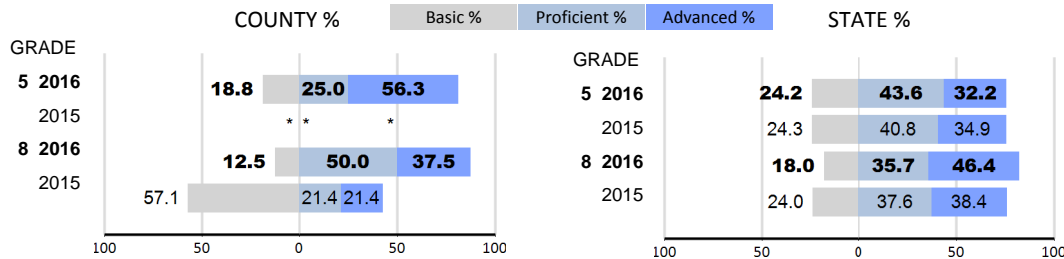 COUNTY % Basic % Proficient % Advanced % STATE %
GRADE
5 2016 18.8 25.0 56.3
2015 * * *
8 2016 12.5 50.0 37.5
2015 57.1 21.4 21.4
100 50 0 50 100
GRADE
5 2016 24.2 43.6 32.2
2015 24.3 40.8 34.9
8 2016 18.0 35.7 46.4
2015 24.0 37.6 38.4
100 50 0 50 100